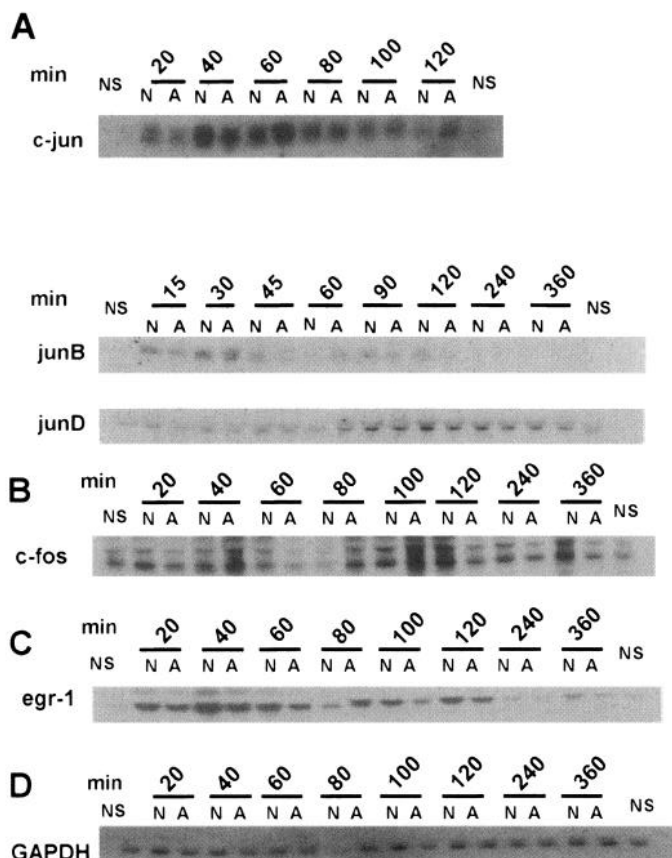 A
min NS 20 40 60 80 100 120 NS
N A N A N A N A N A N A
c-jun
min NS 15 30 45 60 90 120 240 360 NS
N A N A N A N A N A N A N A N A
junB
junD
B min 20 40 60 80 100 120 240 360
NS N A N A N A N A N A N A N A N A NS
c-fos
C min 20 40 60 80 100 120 240 360
NS N A N A N A N A N A N A N A N A NS
egr-1
D min 20 40 60 80 100 120 240 360
NS N A N A N A N A N A N A N A N A NS
GAPDH